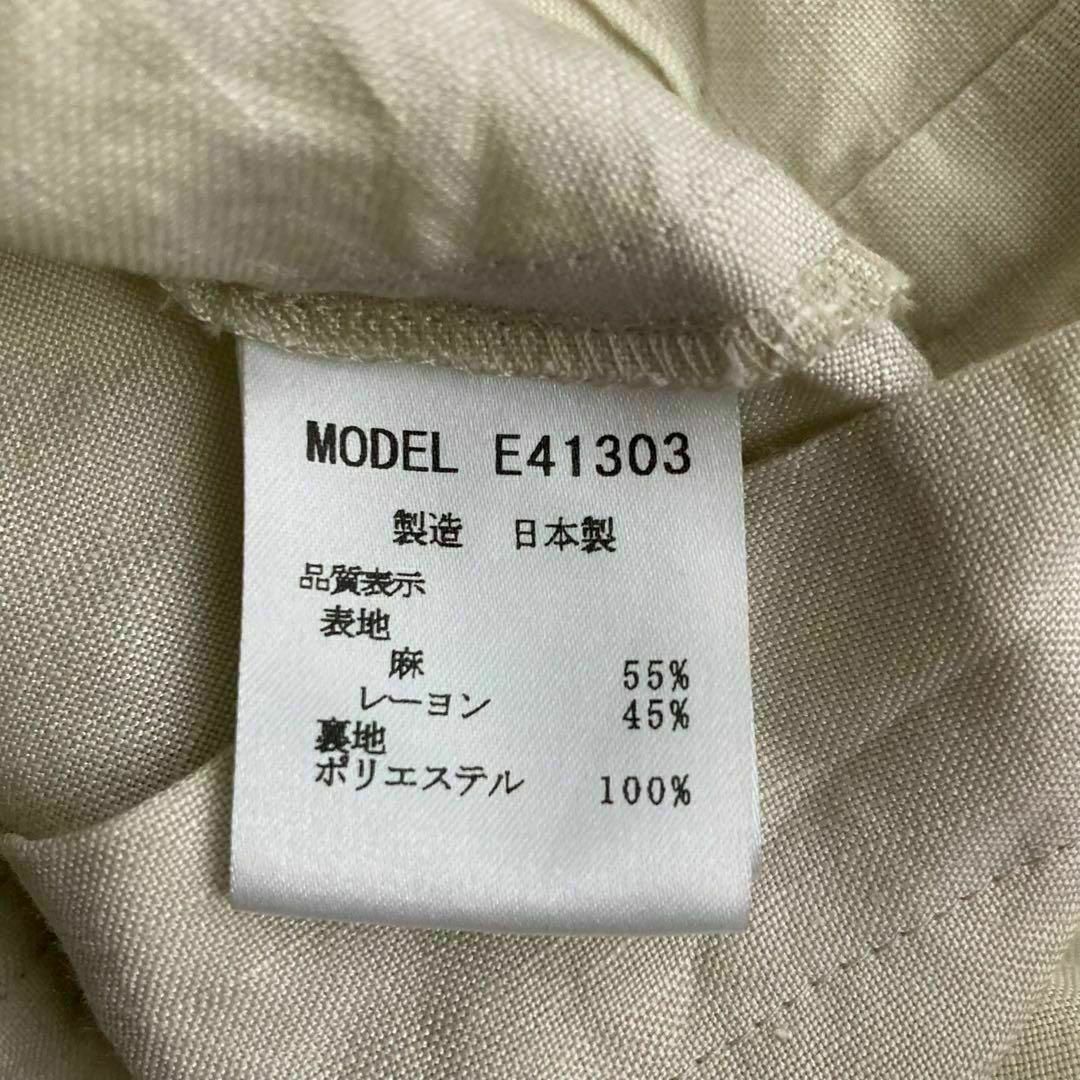 MODEL E41303
製造 日本製
品質表示
表地
麻 55%
レーヨン 45%
裏地
ポリエステル 100%